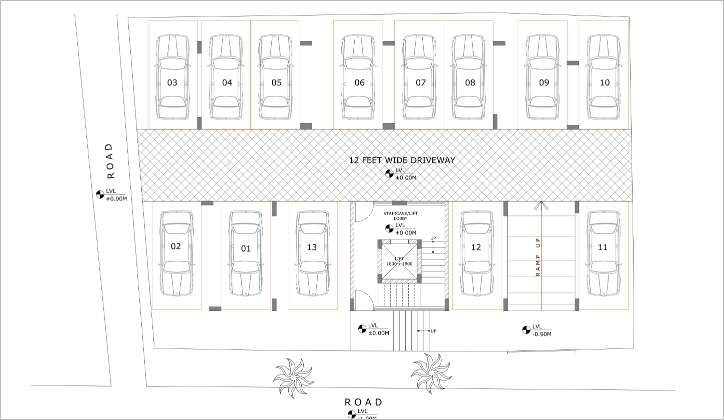 03
04
05
06
07
08
09
10
ROAD
LVL
±0.00M
12 FEET WIDE DRIVEWAY
LVL
±0.00M
02
01
13
STAIRCASE/LIFT
LOBBY
LVL
±0.00M
UP
LIFT
12
RAMP UP
11
LVL
±0.00M
UP
LVL
-0.90M
ROAD
LVL